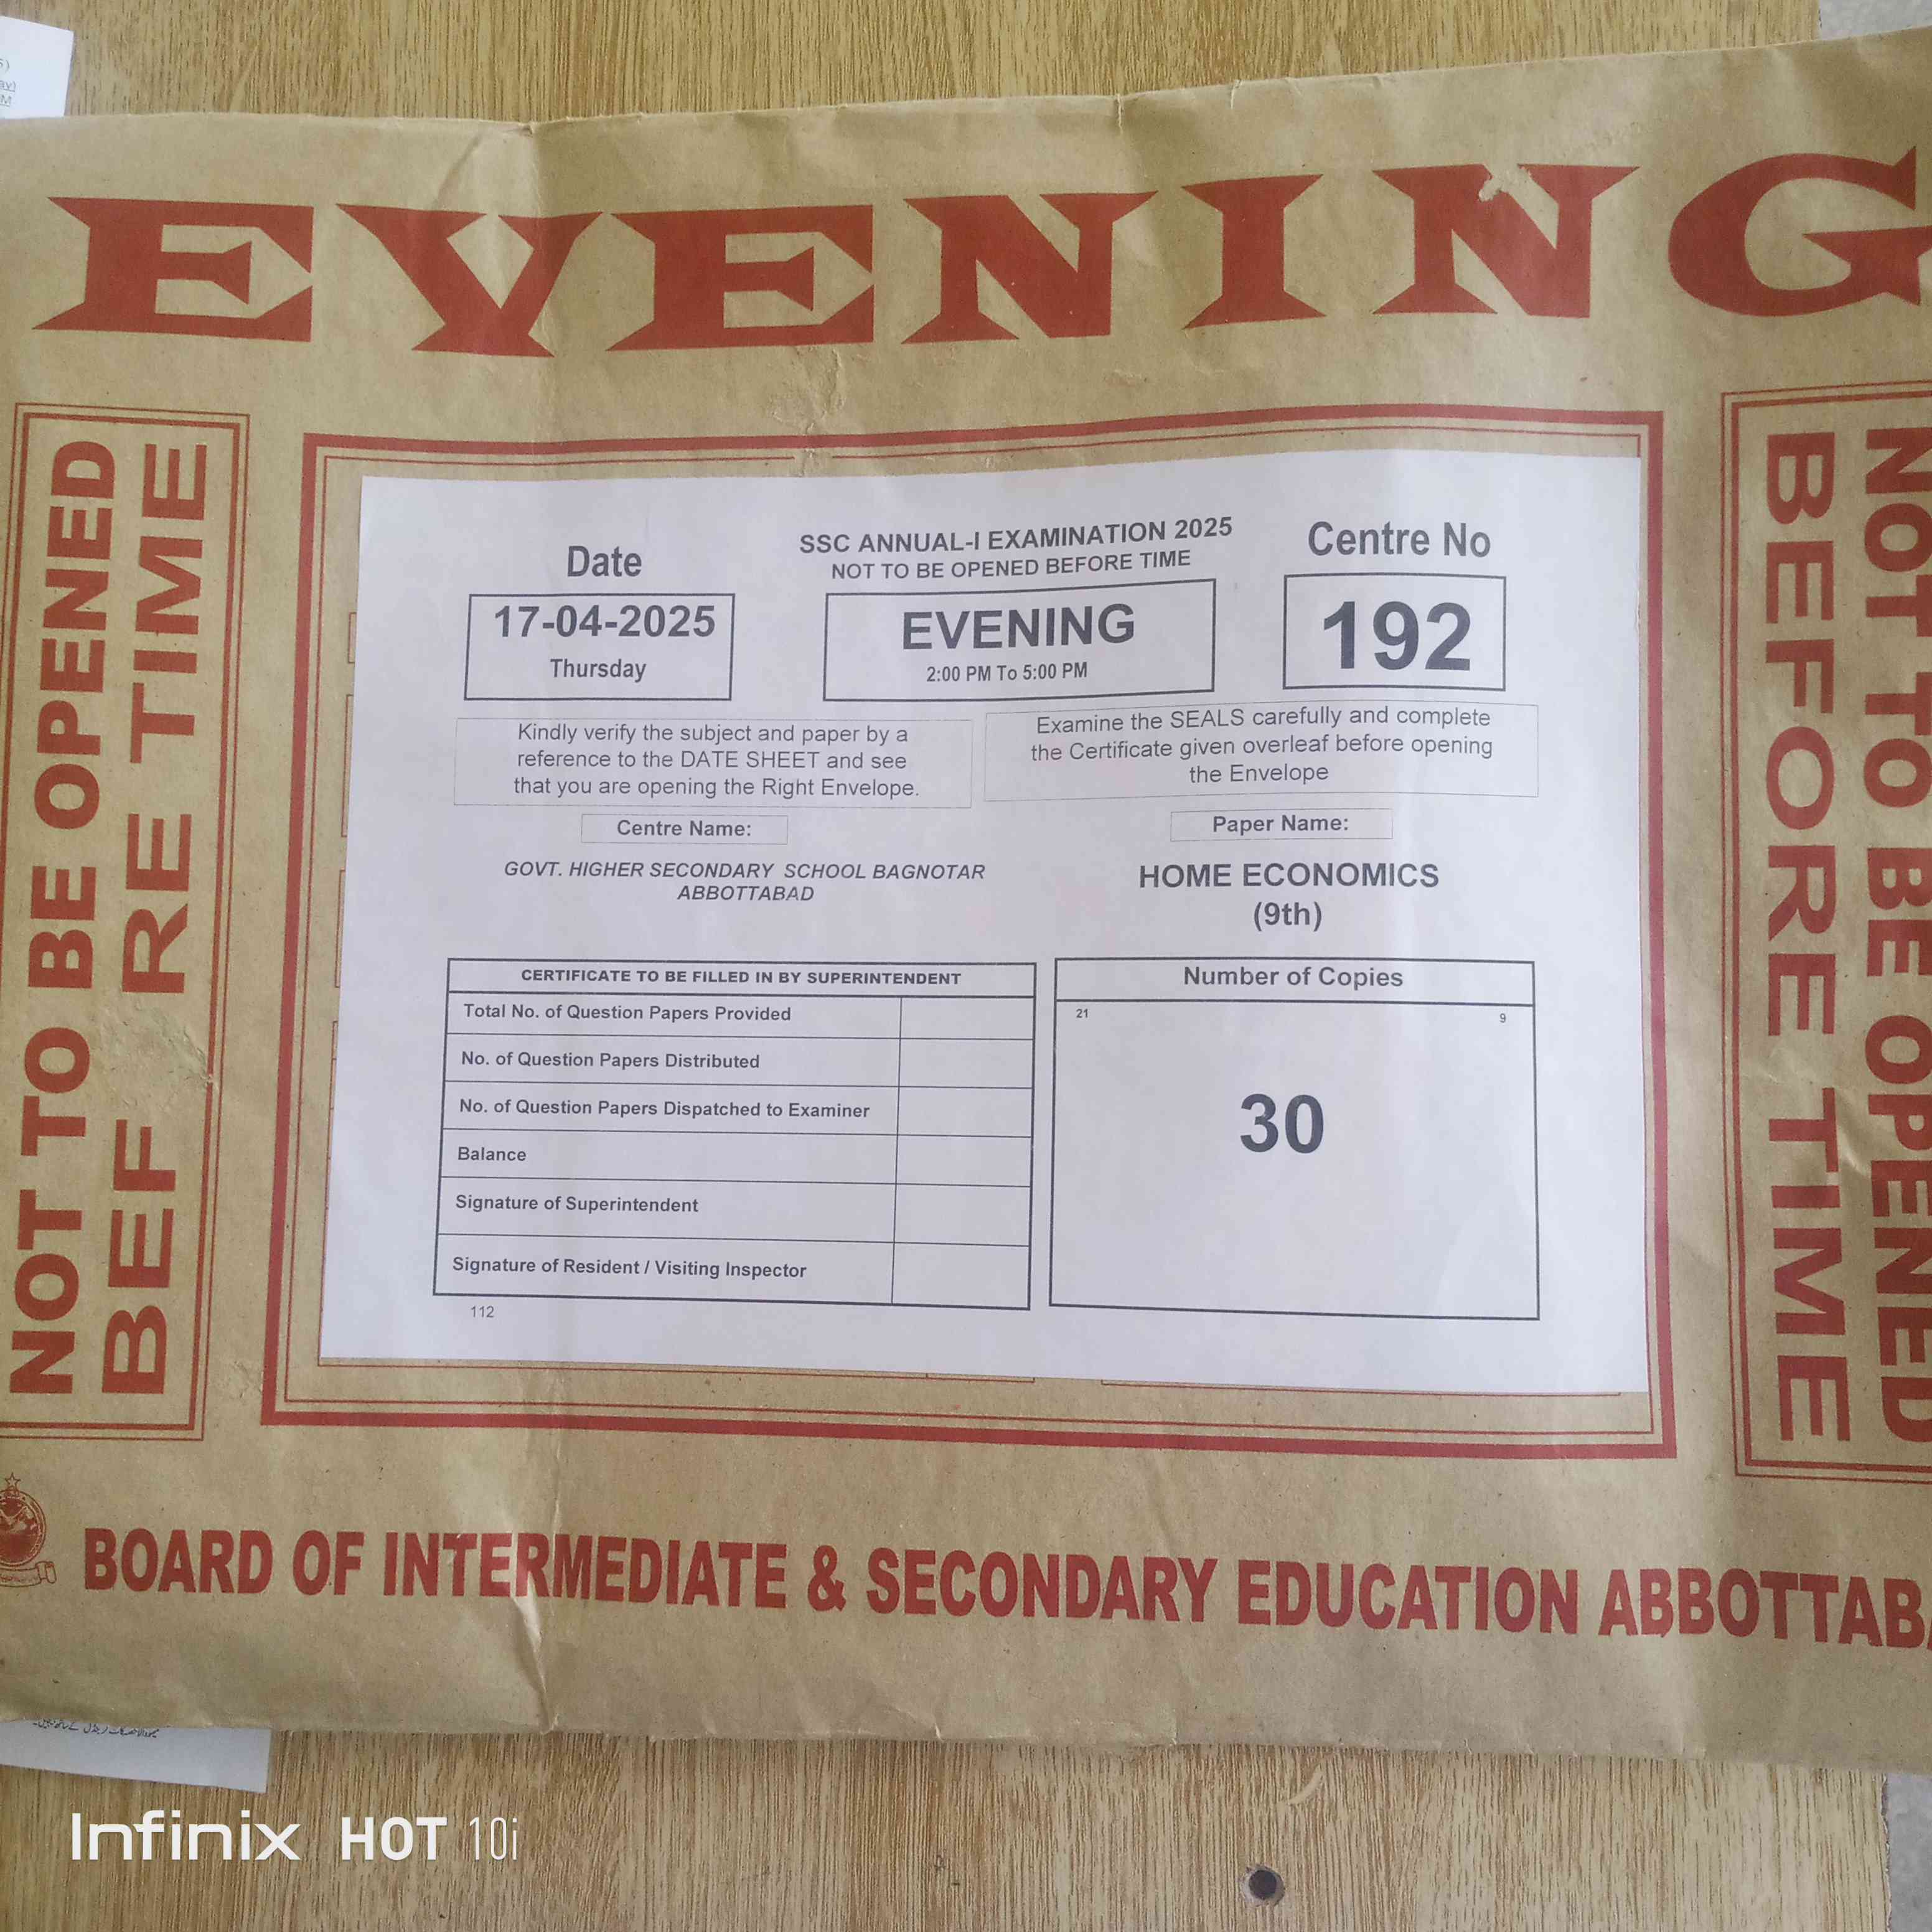 EVENING
NOT TO BE OPENED
BEF RE TIME
NOT TO BE OPENED
BEFORE TIME
Date
17-04-2025
Thursday
SSC ANNUAL-I EXAMINATION 2025
NOT TO BE OPENED BEFORE TIME
EVENING
2:00 PM To 5:00 PM
Centre No
192
Kindly verify the subject and paper by a
reference to the DATE SHEET and see
that you are opening the Right Envelope.
Examine the SEALS carefully and complete
the Certificate given overleaf before opening
the Envelope
Centre Name:
GOVT. HIGHER SECONDARY SCHOOL BAGNOTAR
ABBOTTABAD
Paper Name:
HOME ECONOMICS
(9th)
CERTIFICATE TO BE FILLED IN BY SUPERINTENDENT
Total No. of Question Papers Provided
No. of Question Papers Distributed
No. of Question Papers Dispatched to Examiner
Balance
Signature of Superintendent
Signature of Resident / Visiting Inspector
112
Number of Copies
21 9
30
BOARD OF INTERMEDIATE & SECONDARY EDUCATION ABBOTTAB
Infinix HOT 10i